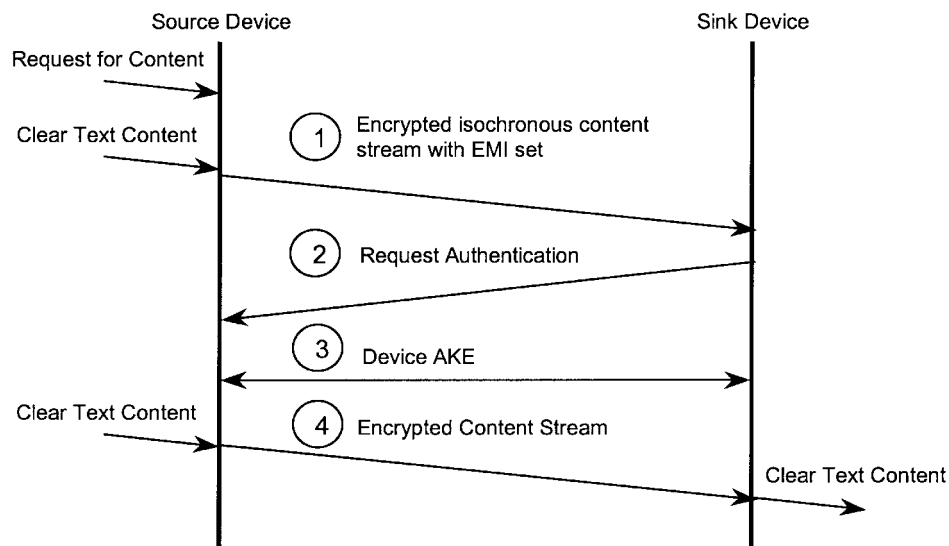 Source Device
Sink Device
Request for Content
Clear Text Content
1
Encrypted isochronous content
stream with EMI set
2
Request Authentication
3
Device AKE
Clear Text Content
4
Encrypted Content Stream
Clear Text Content